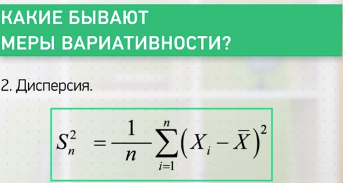 КАКИЕ БЫВАЮТ
МЕРЫ ВАРИАТИВНОСТИ?
2. Дисперсия.
$S_n^2 = \frac{1}{n} \sum_{i=1}^{n} (X_i - \bar{X})^2$